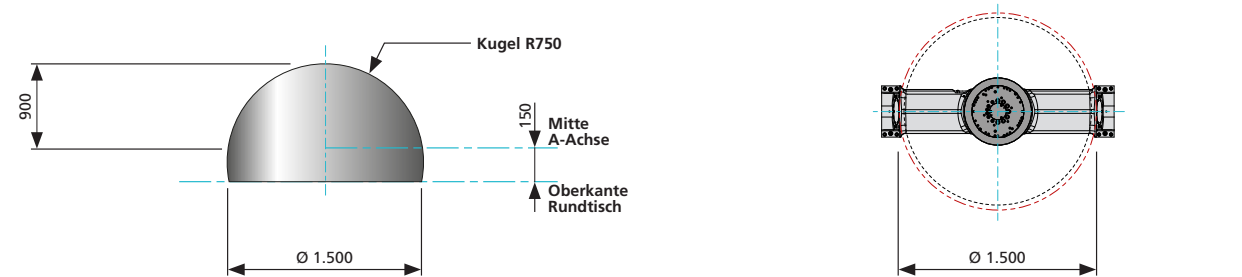 Kugel R750
900
150
Mitte
A-Achse
Oberkante
Rundtisch
Ø 1.500
Ø 1.500